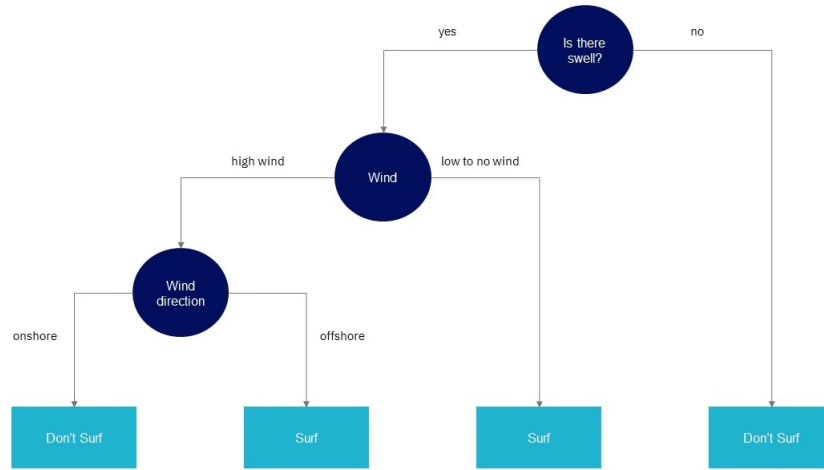 yes
Is there
swell?
no
high wind
Wind
low to no wind
Wind
direction
onshore
offshore
Don't Surf
Surf
Surf
Don't Surf